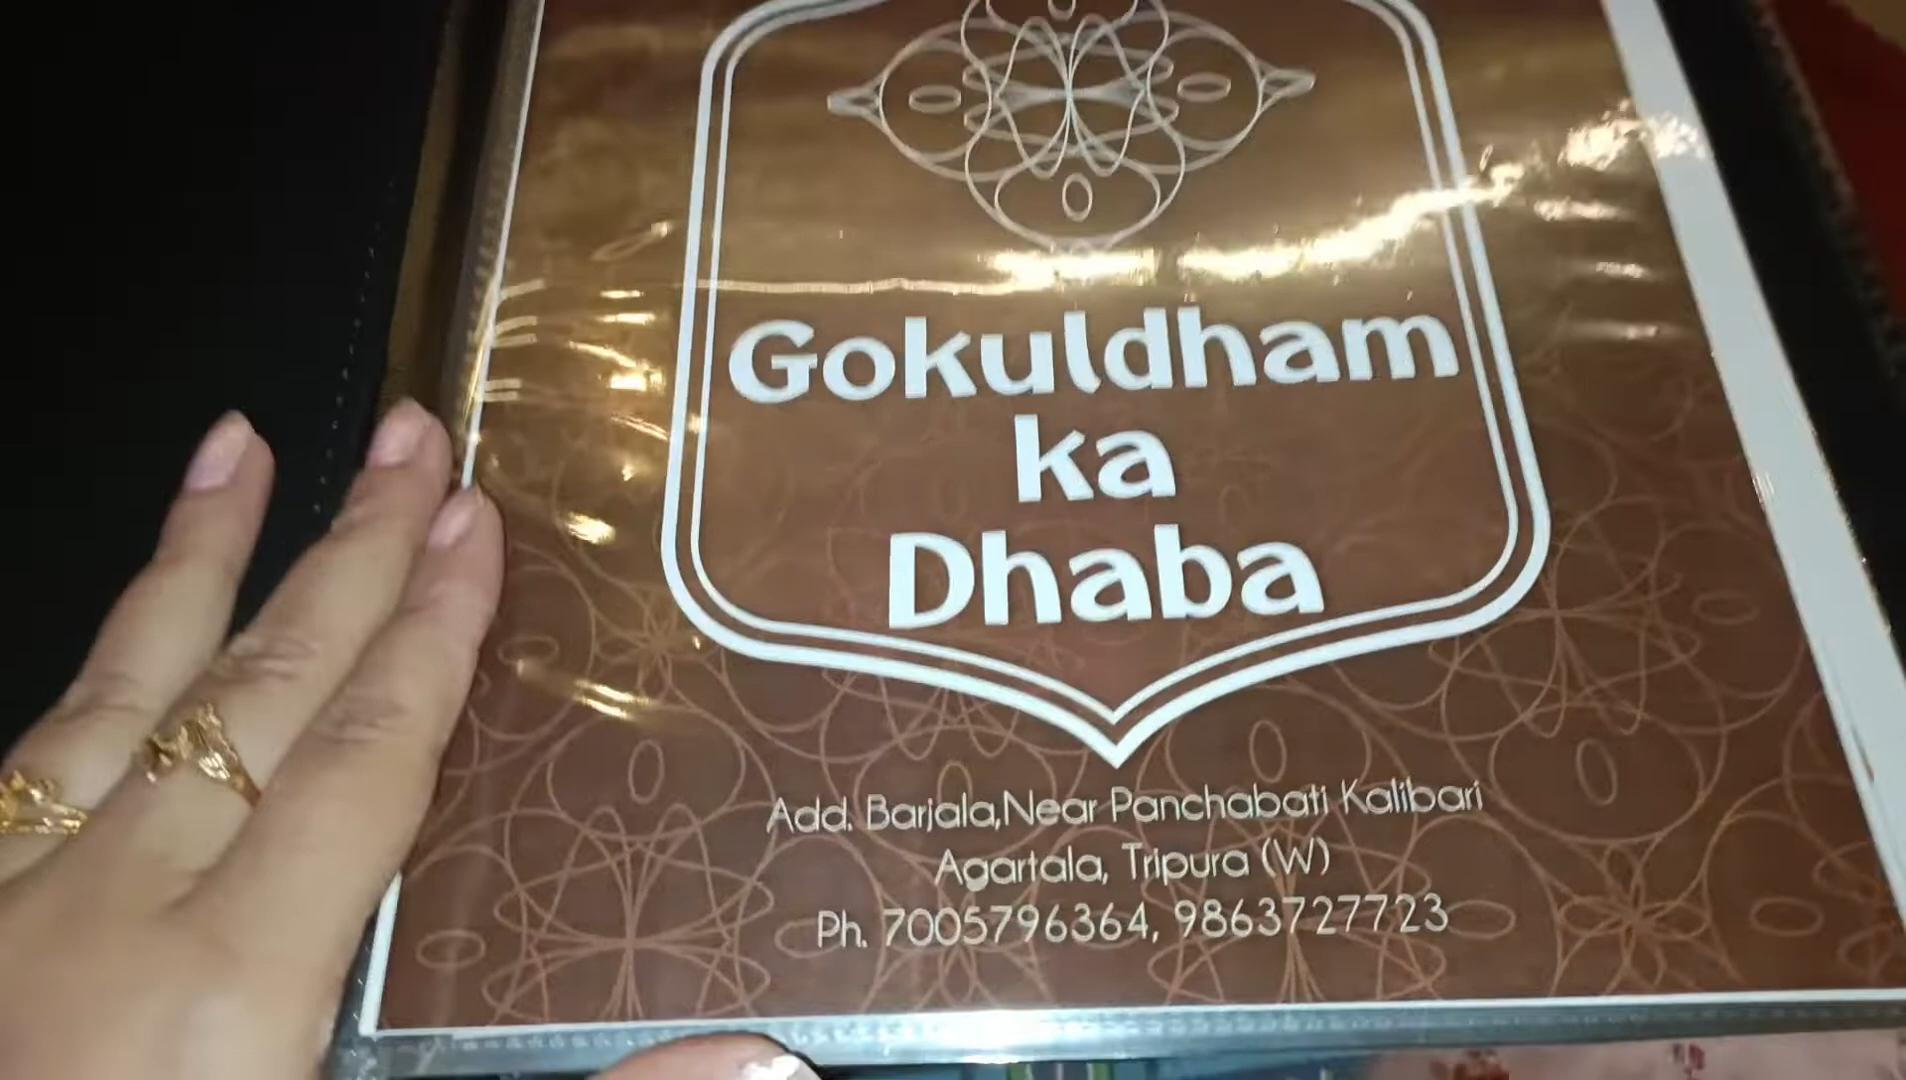 Gokuldham
ka
Dhaba
Add. Barjala,Near Panchabati Kalibari
Agartala, Tripura (W)
Ph. 7005796364, 9863727723